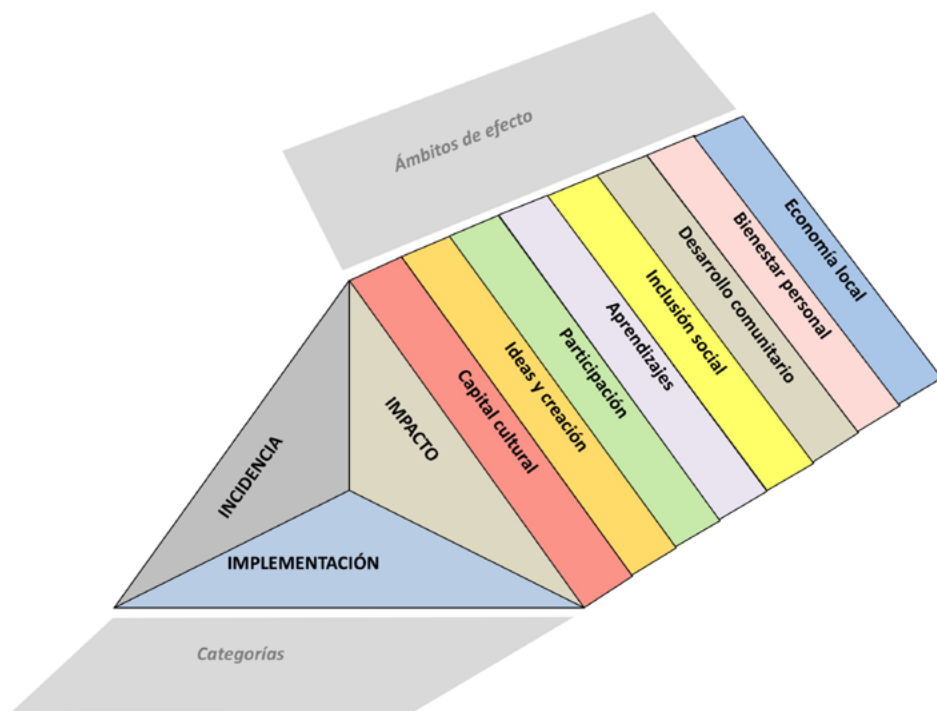 Ámbitos de efecto
Economía local
Bienestar personal
Desarrollo comunitario
Inclusión social
Aprendizajes
Participación
Ideas y creación
Capital cultural
IMPACTO
INCIDENCIA
IMPLEMENTACIÓN
Categorías